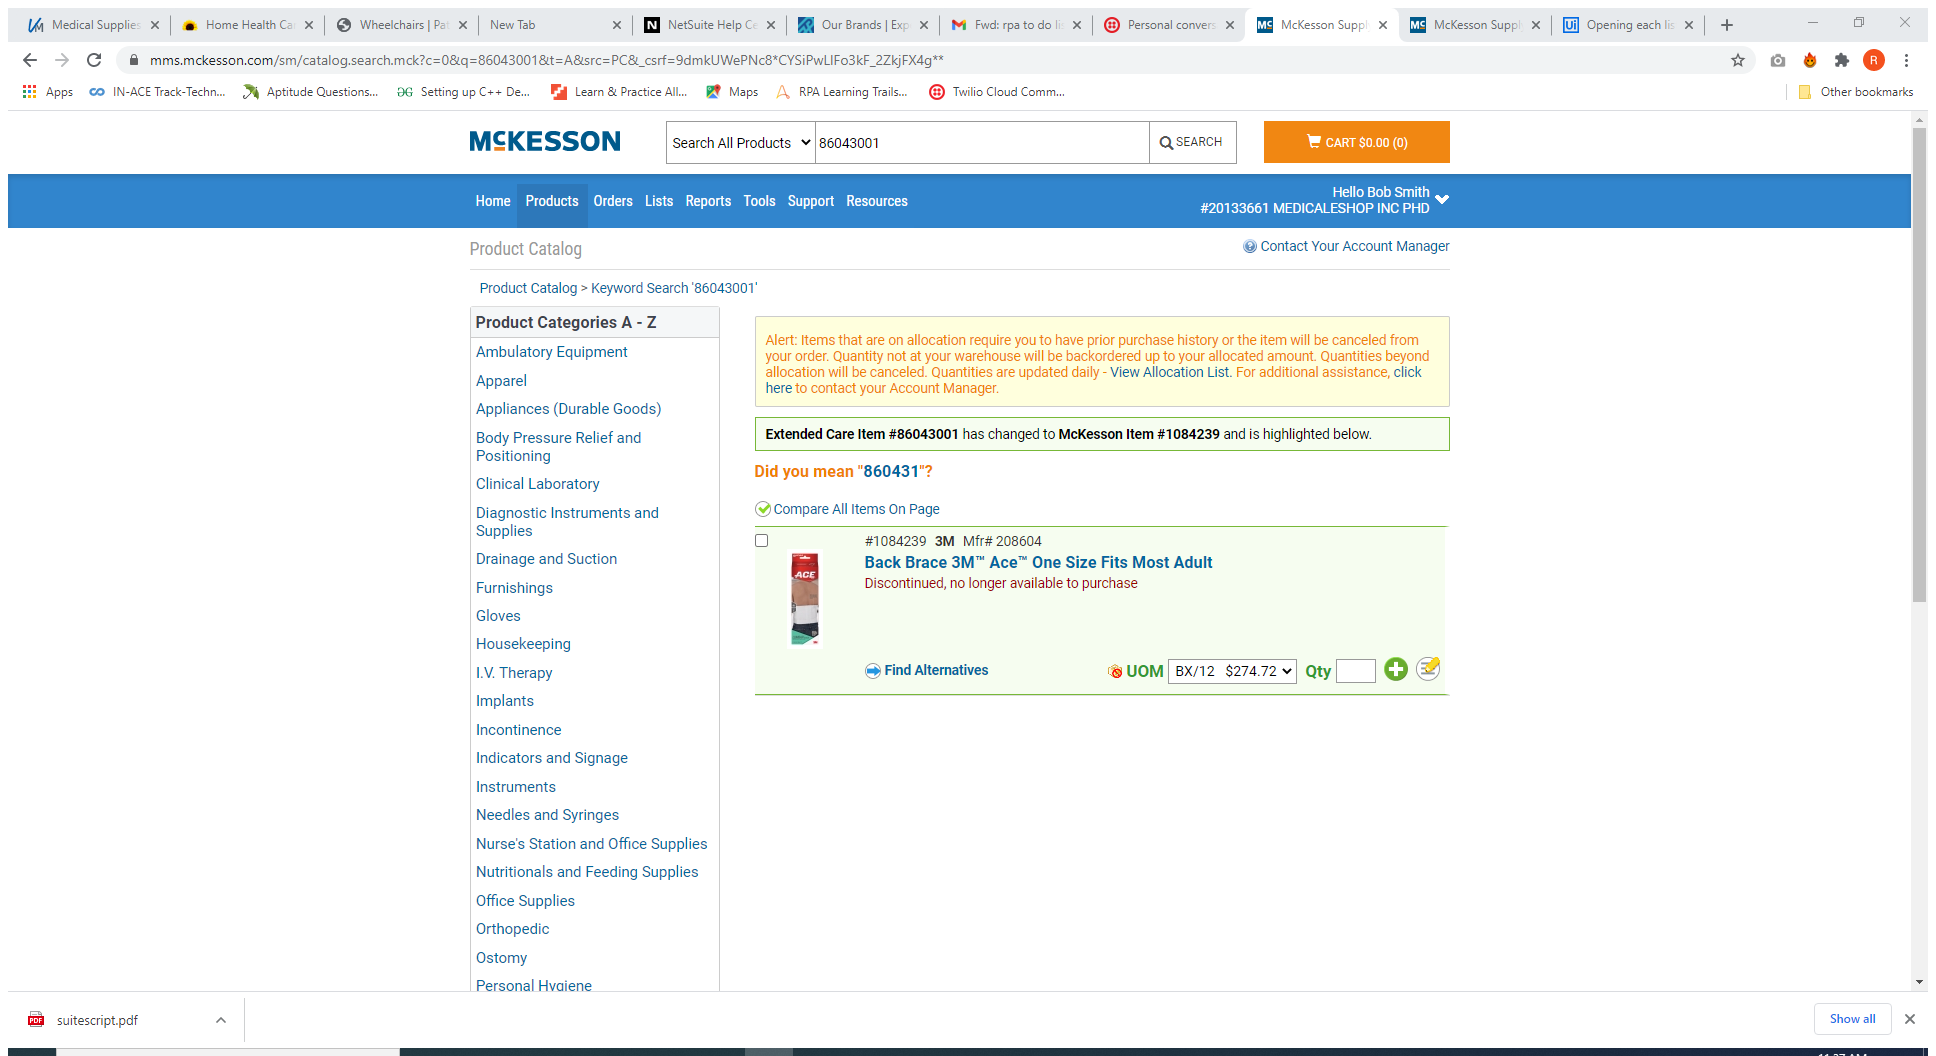 Medical Supplies
Home Health Ca
Wheelchairs | Pat
New Tab
NetSuite Help Ce
Our Brands | Exp
Fwd: rpa to do li
Personal convers
McKesson Suppl
McKesson Suppl
Opening each lis
mms.mckesson.com/sm/catalog.search.mck?c=0&q=86043001&t=A&src=PC&_csrf=9dmkUWePNc8*CYSiPwLIFo3kF_2ZkjFX4g**
R
Apps
IN-ACE Track-Techn...
Aptitude Questions...
Setting up C++ De...
Learn & Practice All...
Maps
RPA Learning Trails...
Twilio Cloud Comm...
Other bookmarks
MCKESSON
Search All Products
86043001
SEARCH
CART $0.00 (0)
Home
Products
Orders
Lists
Reports
Tools
Support
Resources
Hello Bob Smith
#20133661 MEDICALESHOP INC PHD
Product Catalog
Contact Your Account Manager
Product Catalog > Keyword Search '86043001'
Product Categories A - Z
Ambulatory Equipment
Apparel
Appliances (Durable Goods)
Body Pressure Relief and
Positioning
Clinical Laboratory
Diagnostic Instruments and
Supplies
Drainage and Suction
Furnishings
Gloves
Housekeeping
I.V. Therapy
Implants
Incontinence
Indicators and Signage
Instruments
Needles and Syringes
Nurse's Station and Office Supplies
Nutritionals and Feeding Supplies
Office Supplies
Orthopedic
Ostomy
Personal Hygiene
Alert: Items that are on allocation require you to have prior purchase history or the item will be canceled from
your order. Quantity not at your warehouse will be backordered up to your allocated amount. Quantities beyond
allocation will be canceled. Quantities are updated daily - View Allocation List. For additional assistance, click
here to contact your Account Manager.
Extended Care Item #86043001 has changed to McKesson Item #1084239 and is highlighted below.
Did you mean "860431"?
Compare All Items On Page
#1084239 3M Mfr# 208604
Back Brace 3M™ Ace™ One Size Fits Most Adult
Discontinued, no longer available to purchase
ACE
Find Alternatives
UOM
BX/12 $274.72
Qty
PDF
suitescript.pdf
Show all